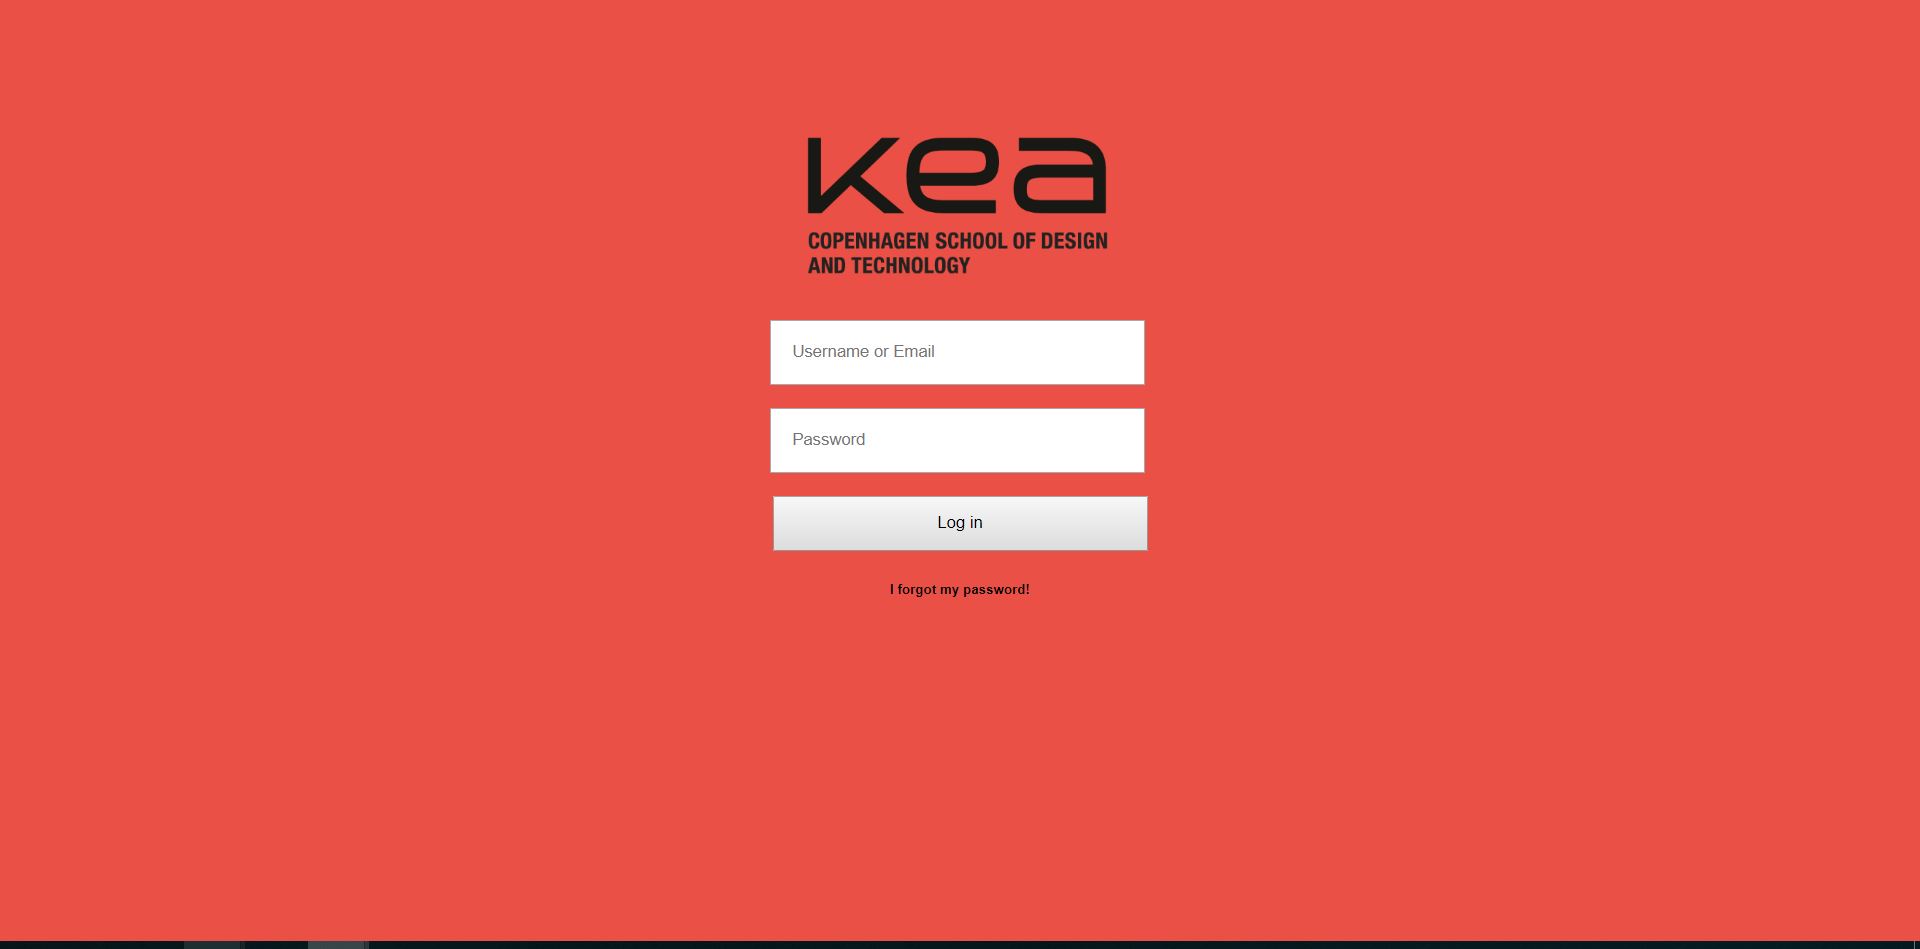 kea
COPENHAGEN SCHOOL OF DESIGN
AND TECHNOLOGY
Username or Email
Password
Log in
I forgot my password!